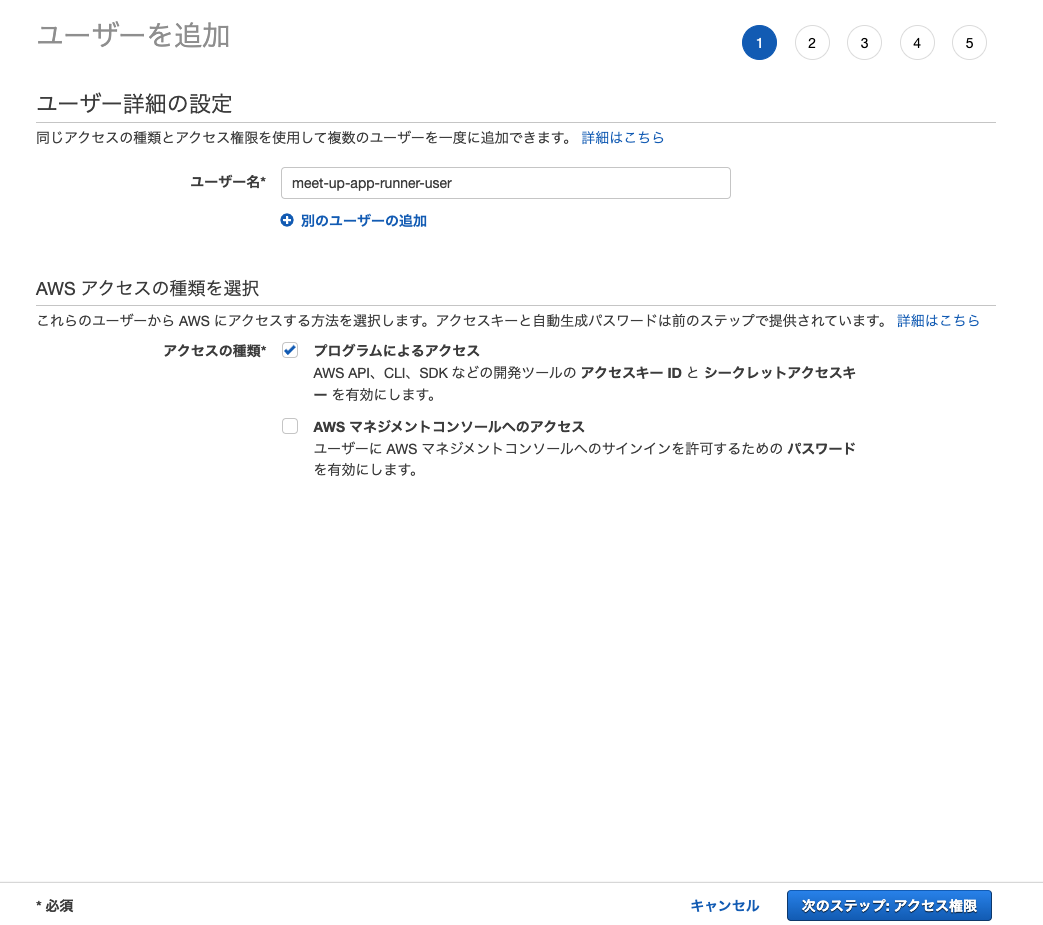 ユーザーを追加
1 2 3 4 5
ユーザー詳細の設定
同じアクセスの種類とアクセス権限を使用して複数のユーザーを一度に追加できます。 詳細はこちら
ユーザー名* meet-up-app-runner-user
別のユーザーの追加
AWS アクセスの種類を選択
これらのユーザーから AWS にアクセスする方法を選択します。アクセスキーと自動生成パスワードは前のステップで提供されています。 詳細はこちら
アクセスの種類* プログラムによるアクセス
AWS API、CLI、SDK などの開発ツールの アクセスキー ID と シークレットアクセスキ
ー を有効にします。
AWS マネジメントコンソールへのアクセス
ユーザーに AWS マネジメントコンソールへのサインインを許可するための パスワード
を有効にします。
* 必須 キャンセル 次のステップ: アクセス権限